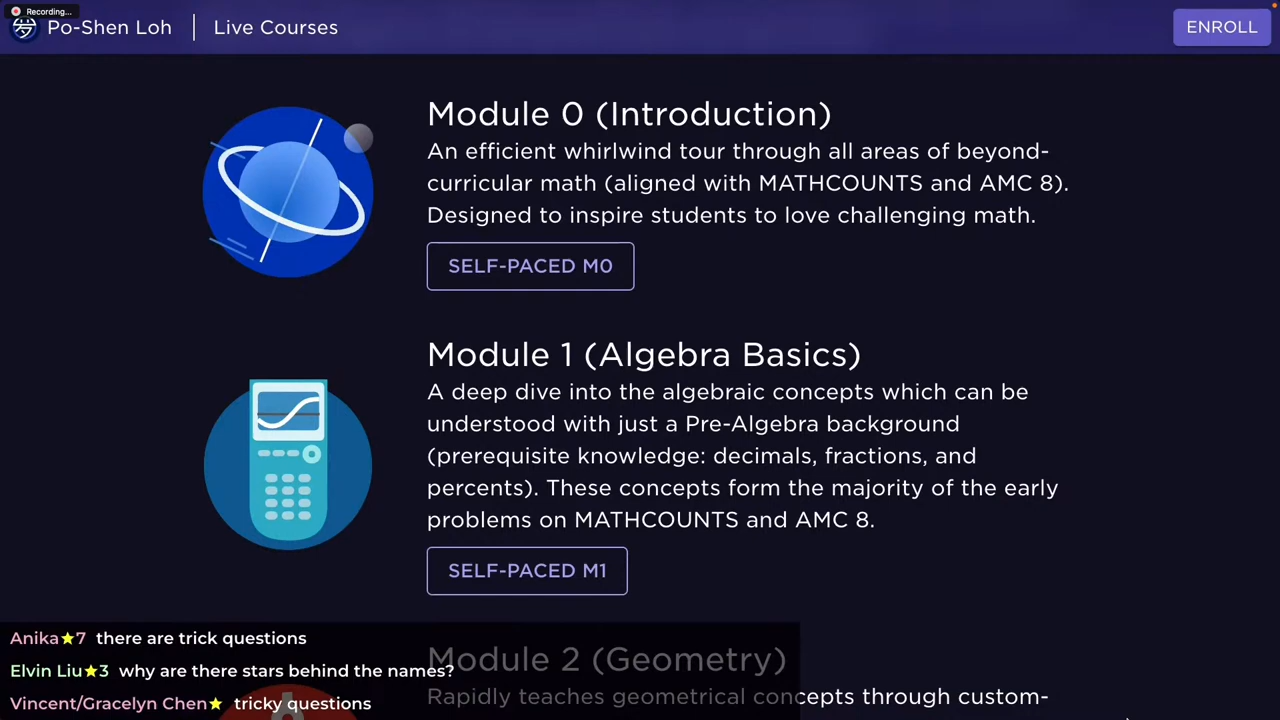 Recording...
Po-Shen Loh
Live Courses
ENROLL
Module 0 (Introduction)
An efficient whirlwind tour through all areas of beyond-
curricular math (aligned with MATHCOUNTS and AMC 8).
Designed to inspire students to love challenging math.
SELF-PACED M0
Module 1 (Algebra Basics)
A deep dive into the algebraic concepts which can be
understood with just a Pre-Algebra background
(prerequisite knowledge: decimals, fractions, and
percents). These concepts form the majority of the early
problems on MATHCOUNTS and AMC 8.
SELF-PACED M1
Module 2 (Geometry)
Rapidly teaches geometrical concepts through custom-
Anika⭐7 there are trick questions
Elvin Liu⭐3 why are there stars behind the names?
Vincent/Gracelyn Chen⭐ tricky questions